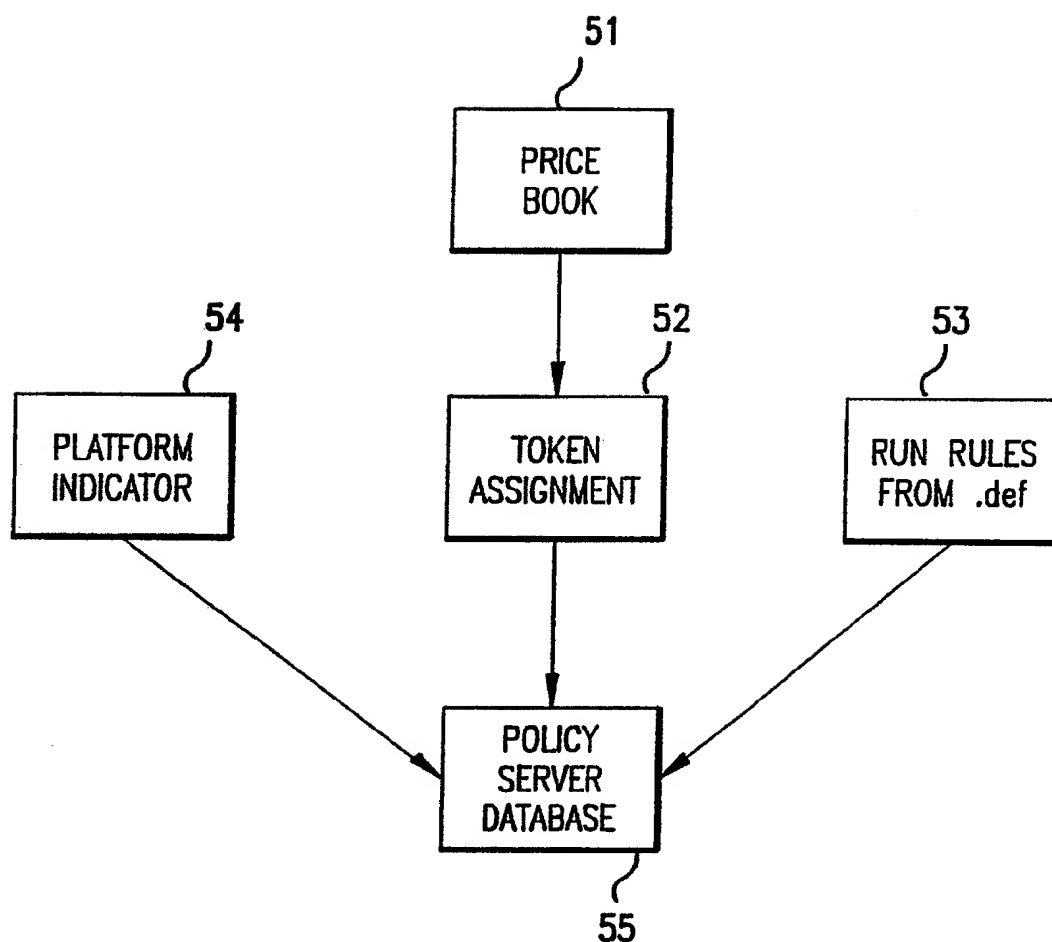 51
PRICE
BOOK
54
52
53
PLATFORM
INDICATOR
TOKEN
ASSIGNMENT
RUN RULES
FROM .def
POLICY
SERVER
DATABASE
55